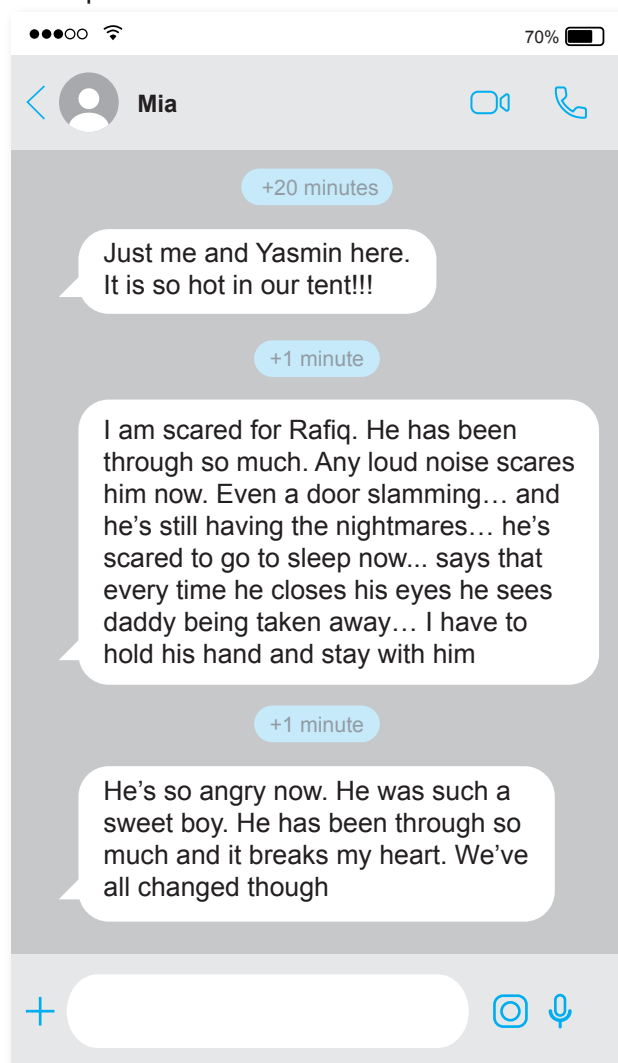 70%
Mia
+20 minutes
Just me and Yasmin here.
It is so hot in our tent!!!
+1 minute
I am scared for Rafiq. He has been
through so much. Any loud noise scares
him now. Even a door slamming… and
he’s still having the nightmares… he’s
scared to go to sleep now... says that
every time he closes his eyes he sees
daddy being taken away… I have to
hold his hand and stay with him
+1 minute
He’s so angry now. He was such a
sweet boy. He has been through so
much and it breaks my heart. We’ve
all changed though